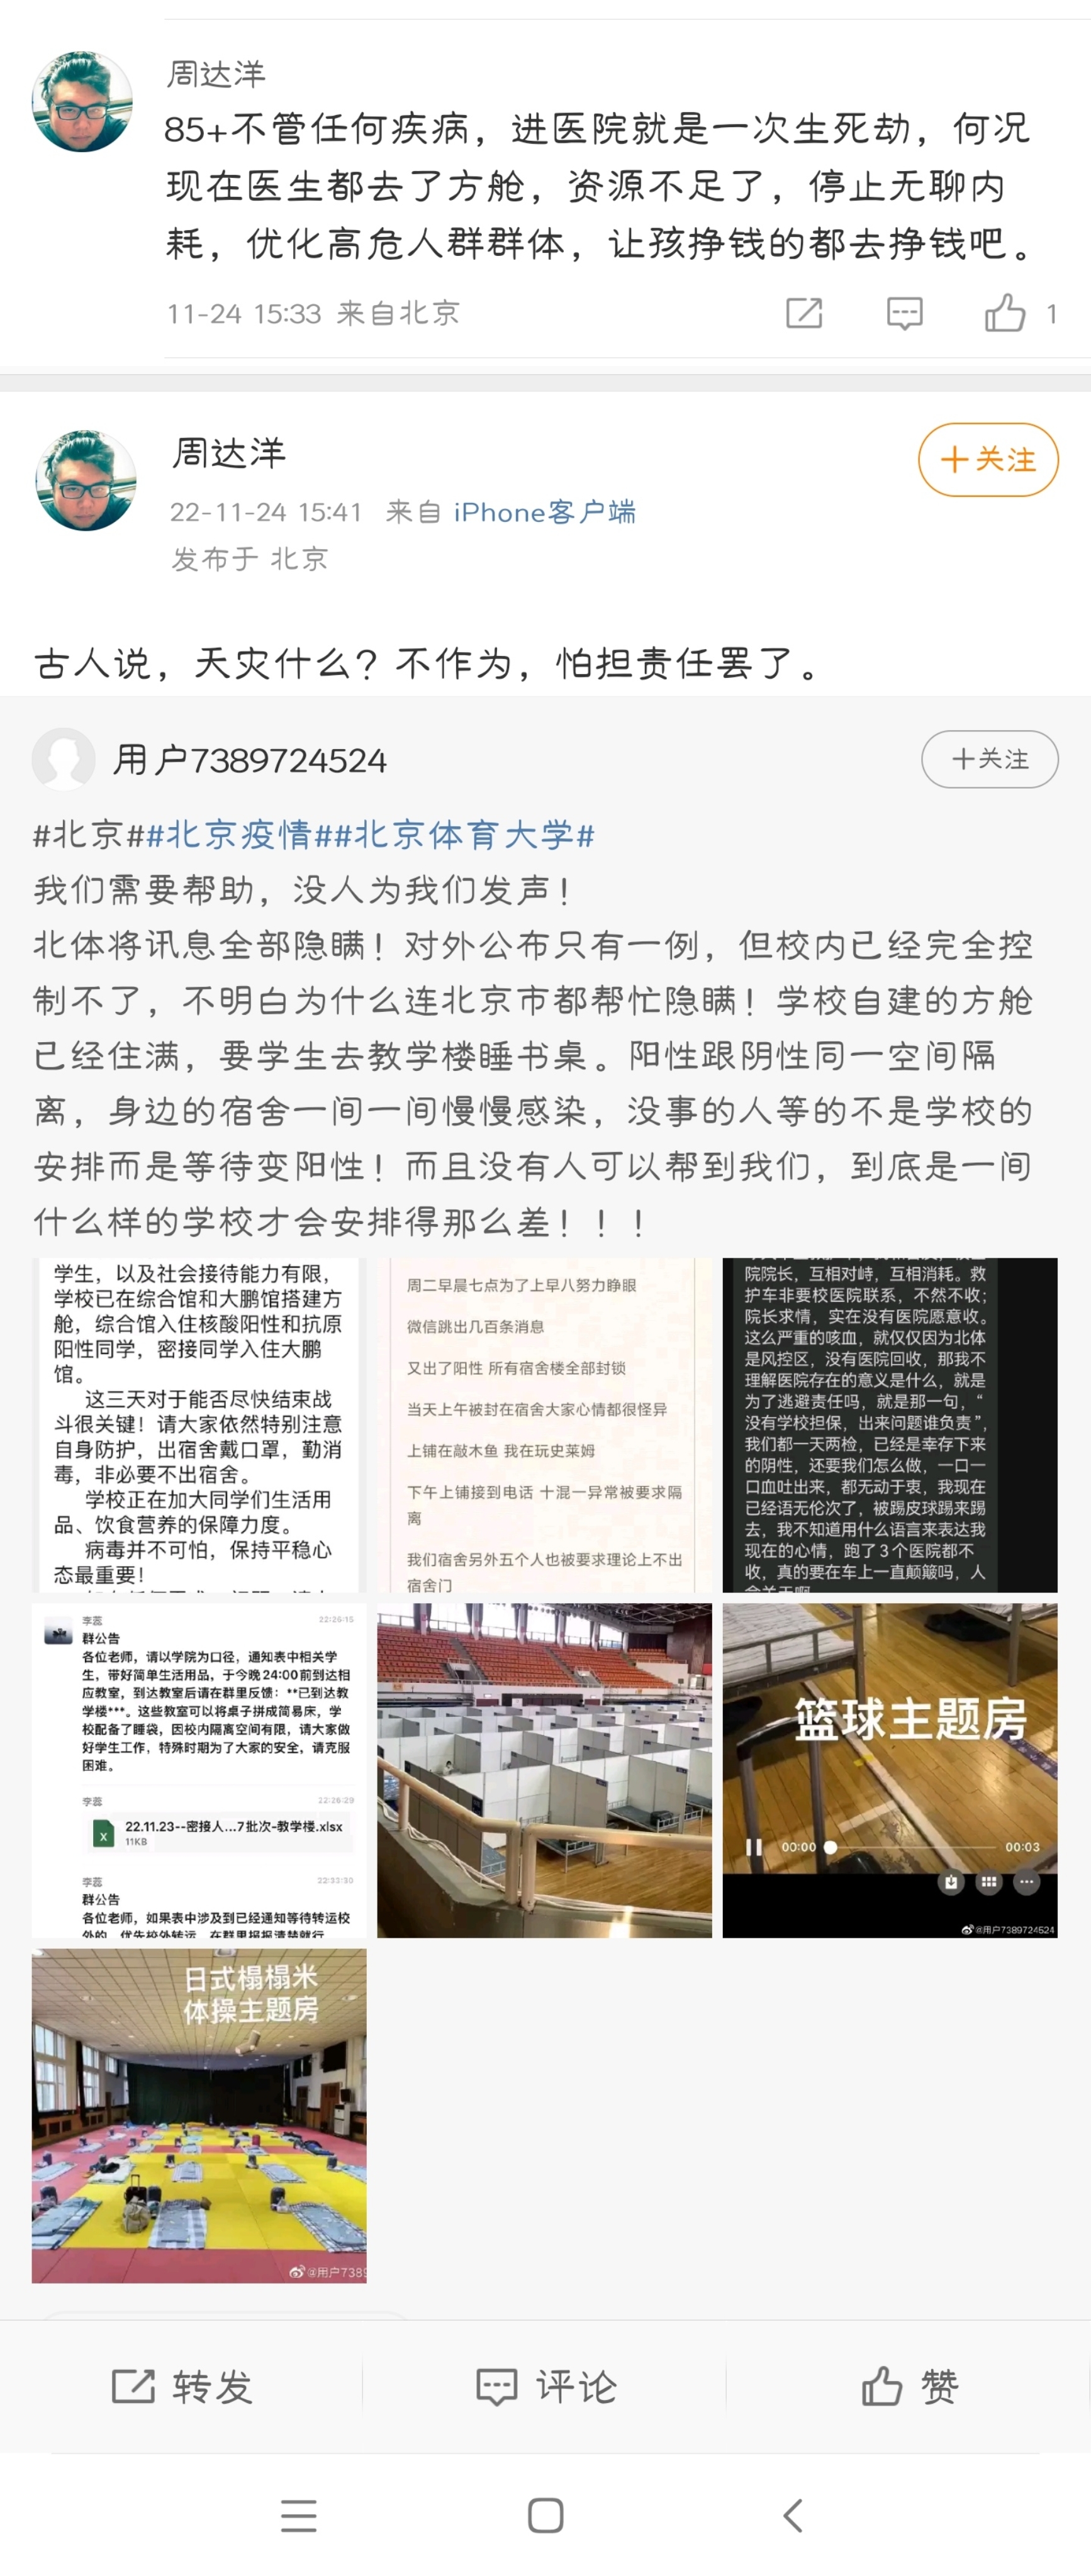 周达洋
85+不管任何疾病，进医院就是一次生死劫，何况
现在医生都去了方舱，资源不足了，停止无聊内
耗，优化高危人群群体，让孩挣钱的都去挣钱吧。
11-24 15:33 来自北京
1
周达洋
＋关注
22-11-24 15:41 来自 iPhone客户端
发布于 北京
古人说，天灾什么？不作为，怕担责任罢了。
用户7389724524
＋关注
#北京##北京疫情##北京体育大学#
我们需要帮助，没人为我们发声！
北体将讯息全部隐瞒！对外公布只有一例，但校内已经完全控
制不了，不明白为什么连北京市都帮忙隐瞒！学校自建的方舱
已经住满，要学生去教学楼睡书桌。阳性跟阴性同一空间隔
离，身边的宿舍一间一间慢慢感染，没事的人等的不是学校的
安排而是等待变阳性！而且没有人可以帮到我们，到底是一间
什么样的学校才会安排得那么差！！！
学生，以及社会接待能力有限，
学校已在综合馆和大鹏馆搭建方
舱，综合馆入住核酸阳性和抗原
阳性同学，密接同学入住大鹏
馆。
这三天对于能否尽快结束战
斗很关键！请大家依然特别注意
自身防护，出宿舍戴口罩，勤消
毒，非必要不出宿舍。
学校正在加大同学们生活用
品、饮食营养的保障力度。
病毒并不可怕，保持平稳心
态最重要！
周二早晨七点为了上早八努力睁眼
微信跳出几百条消息
又出了阳性 所有宿舍楼全部封锁
当天上午被封在宿舍大家心情都很怪异
上铺在敲木鱼 我在玩史莱姆
下午上铺接到电话 十混一异常被要求隔
离
我们宿舍另外五个人也被要求理论上不出
宿舍门
院院长，互相对峙，互相消耗。救
护车非要校医院联系，不然不收；
院长求情，实在没有医院愿意收。
这么严重的咳血，就仅仅因为北体
是风控区，没有医院回收，那我不
理解医院存在的意义是什么，就是
为了逃避责任吗，就是那一句，“
没有学校担保，出来问题谁负责”，
我们都一天两检，已经是幸存下来
的阴性，还要我们怎么做，一口一
口血吐出来，都无动于衷，我现在
已经语无伦次了，被踢皮球踢来踢
去，我不知道用什么语言来表达我
现在的心情，跑了3个医院都不
收，真的要在车上一直颠簸吗，人
命关天啊
李蕊
22:26:15
群公告
各位老师，请以学院为口径，通知表中相关学
生，带好简单生活用品，于今晚24:00前到达相
应教室，到达教室后请在群里反馈：**已到达教
学楼***。这些教室可以将桌子拼成简易床，学
校配备了睡袋，因校内隔离空间有限，请大家做
好学生工作，特殊时期为了大家的安全，请克服
困难。
李蕊
22:26:29
22.11.23--密接人...7批次-教学楼.xlsx
11KB
李蕊
22:33:30
群公告
各位老师，如果表中涉及到已经通知等待转运校
外的，优先校外转运，在群里报报清楚就行
篮球主题房
00:00
00:03
@用户7389724524
日式榻榻米
体操主题房
@用户7389
转发
评论
赞